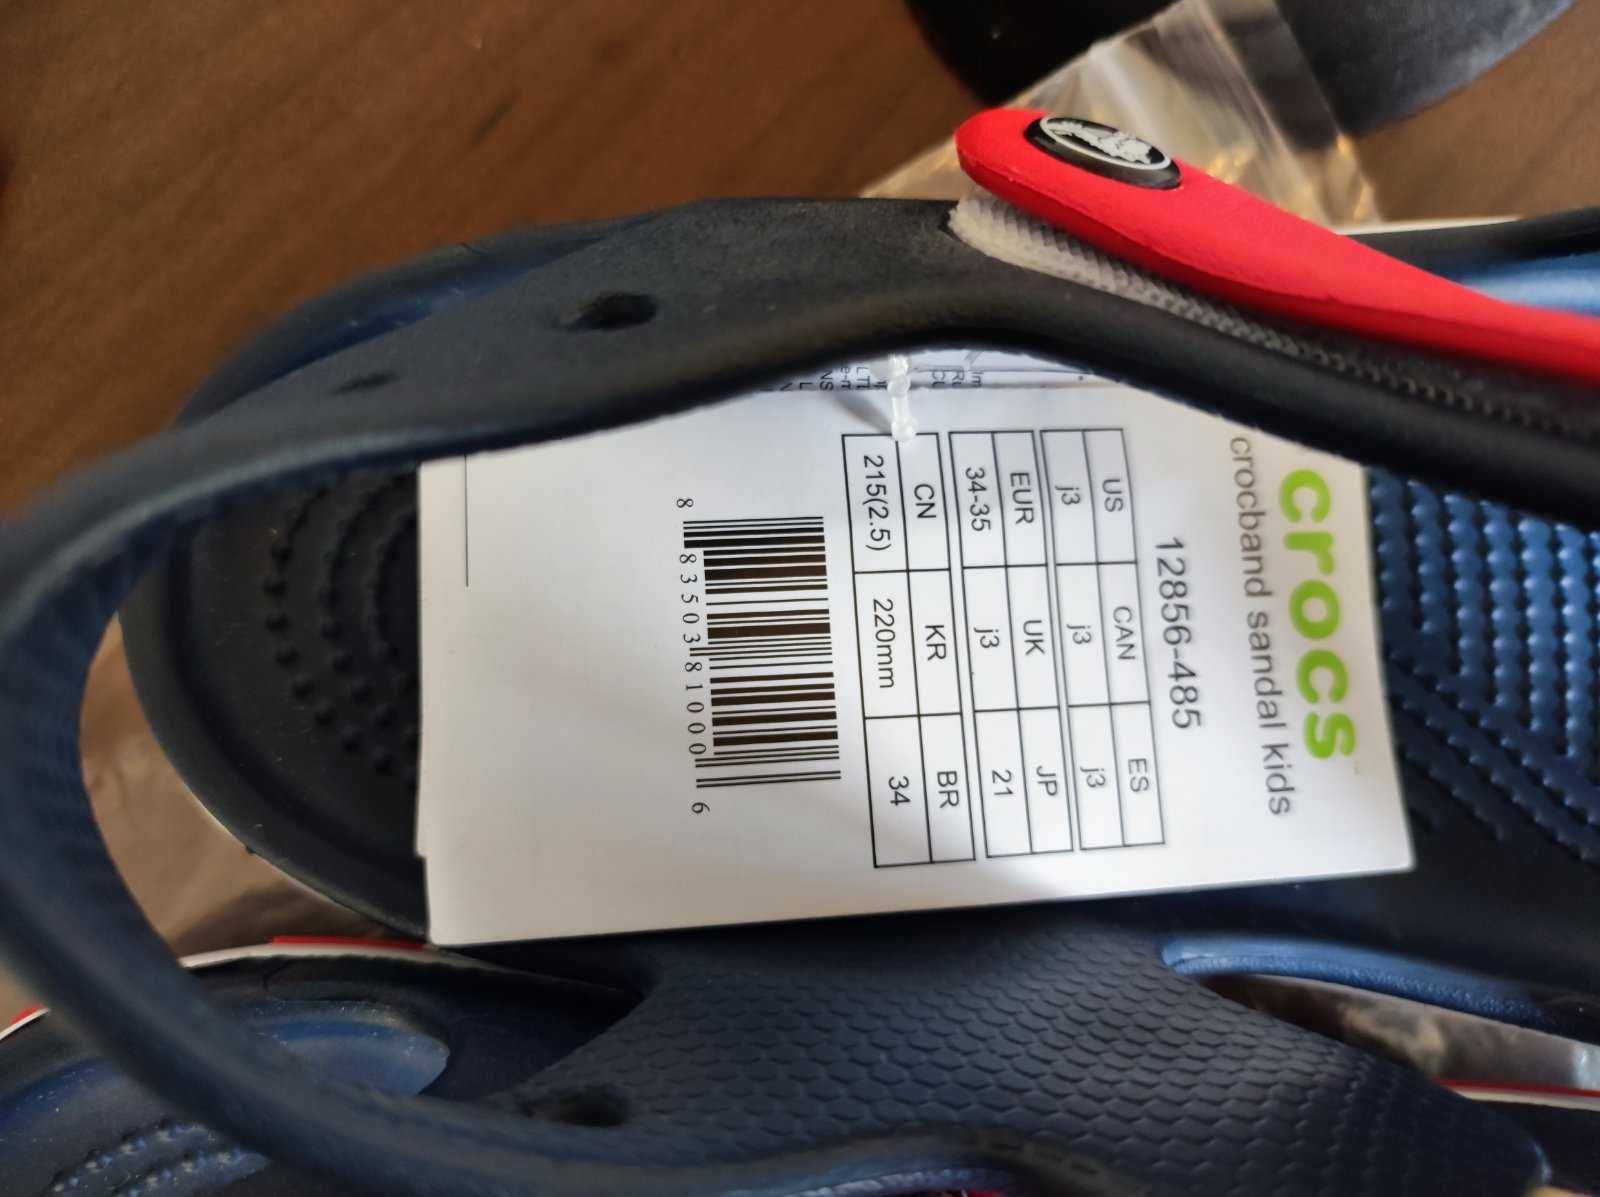 crocs™
crocband sandal kids
12856-485
US CAN ES
j3 j3 j3
EUR UK JP
34-35 j3 21
CN KR BR
215(2.5) 220mm 34
8 83503 81000 6